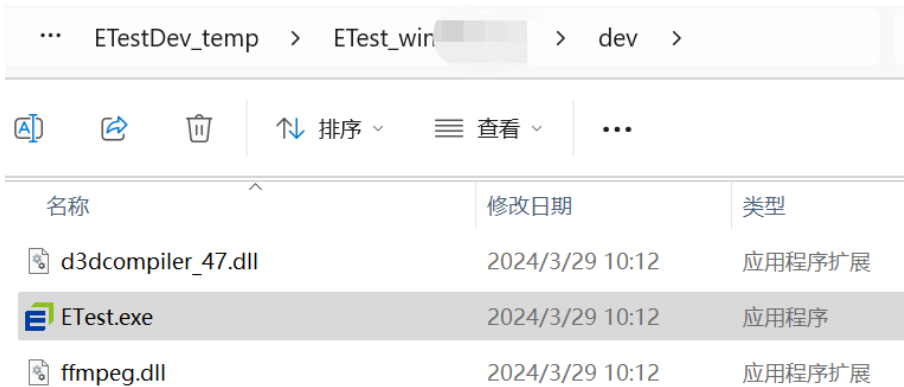 ··· ETestDev_temp > ETest_win > dev >
排序 查看 ···
名称 修改日期 类型
d3dcompiler_47.dll 2024/3/29 10:12 应用程序扩展
ETest.exe 2024/3/29 10:12 应用程序
ffmpeg.dll 2024/3/29 10:12 应用程序扩展